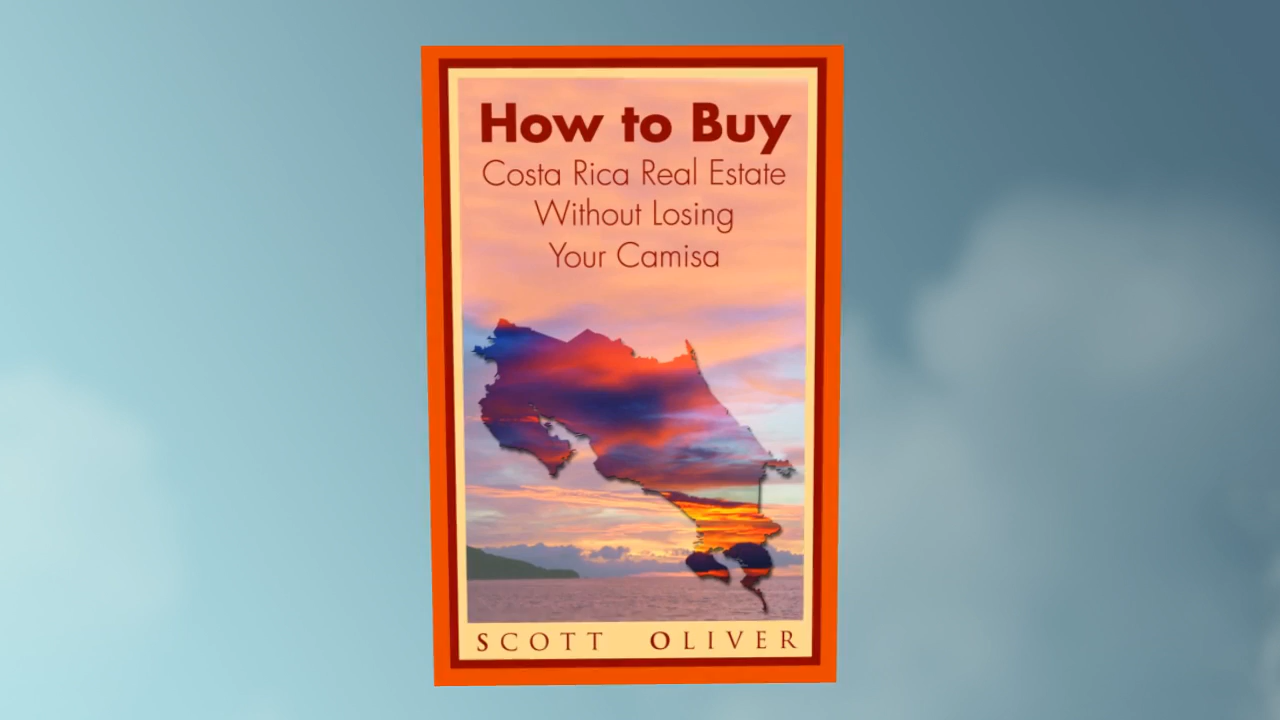 How to Buy
Costa Rica Real Estate
Without Losing
Your Camisa
SCOTT OLIVER